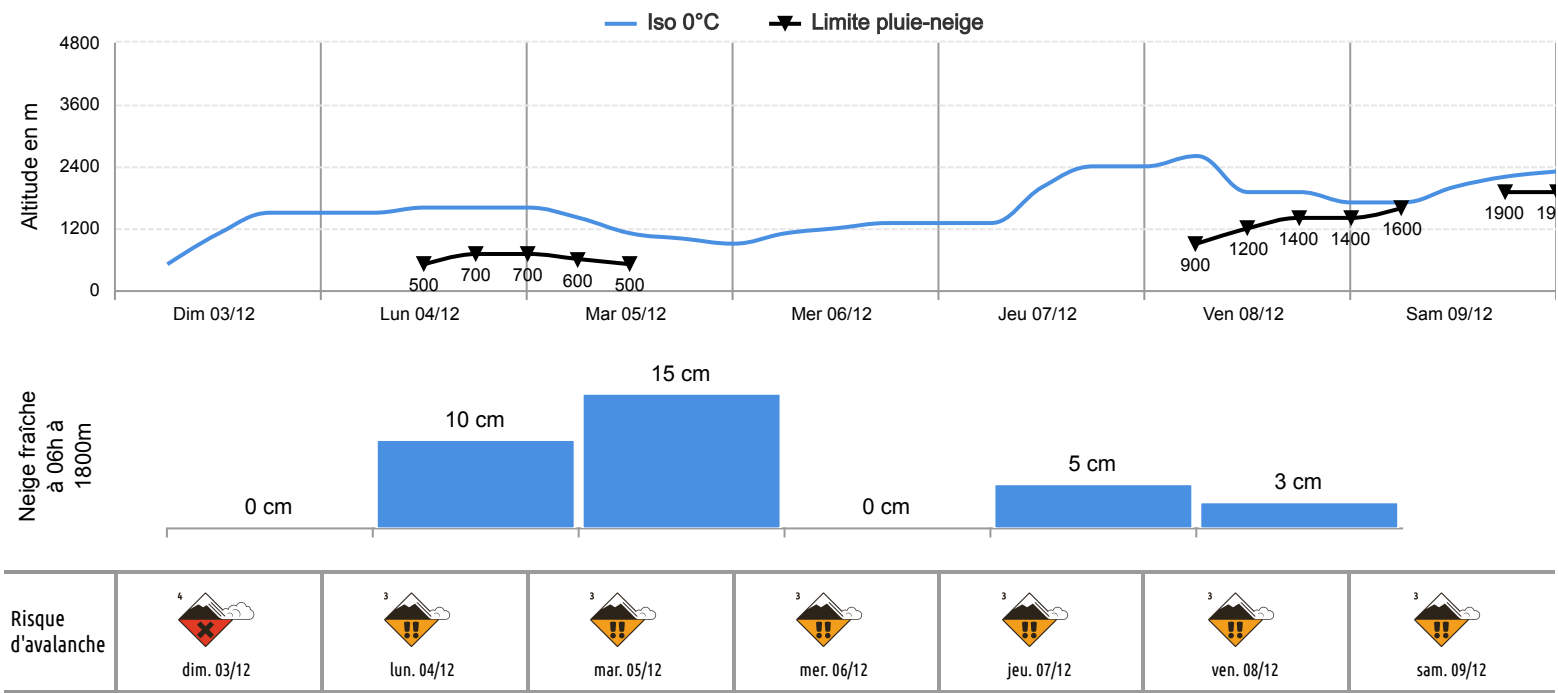 Iso 0°C Limite pluie-neige
Altitude en m
4800
3600
2400
1200
0
500 700 700 600 500 900 1200 1400 1400 1600 1900 19
Dim 03/12 Lun 04/12 Mar 05/12 Mer 06/12 Jeu 07/12 Ven 08/12 Sam 09/12
Neige fraîche
à 06h à
1800m
0 cm 10 cm 15 cm 0 cm 5 cm 3 cm
Risque
d'avalanche
4 3 3 3 3 3 3
!! !! !! !! !! !!
dim. 03/12 lun. 04/12 mar. 05/12 mer. 06/12 jeu. 07/12 ven. 08/12 sam. 09/12